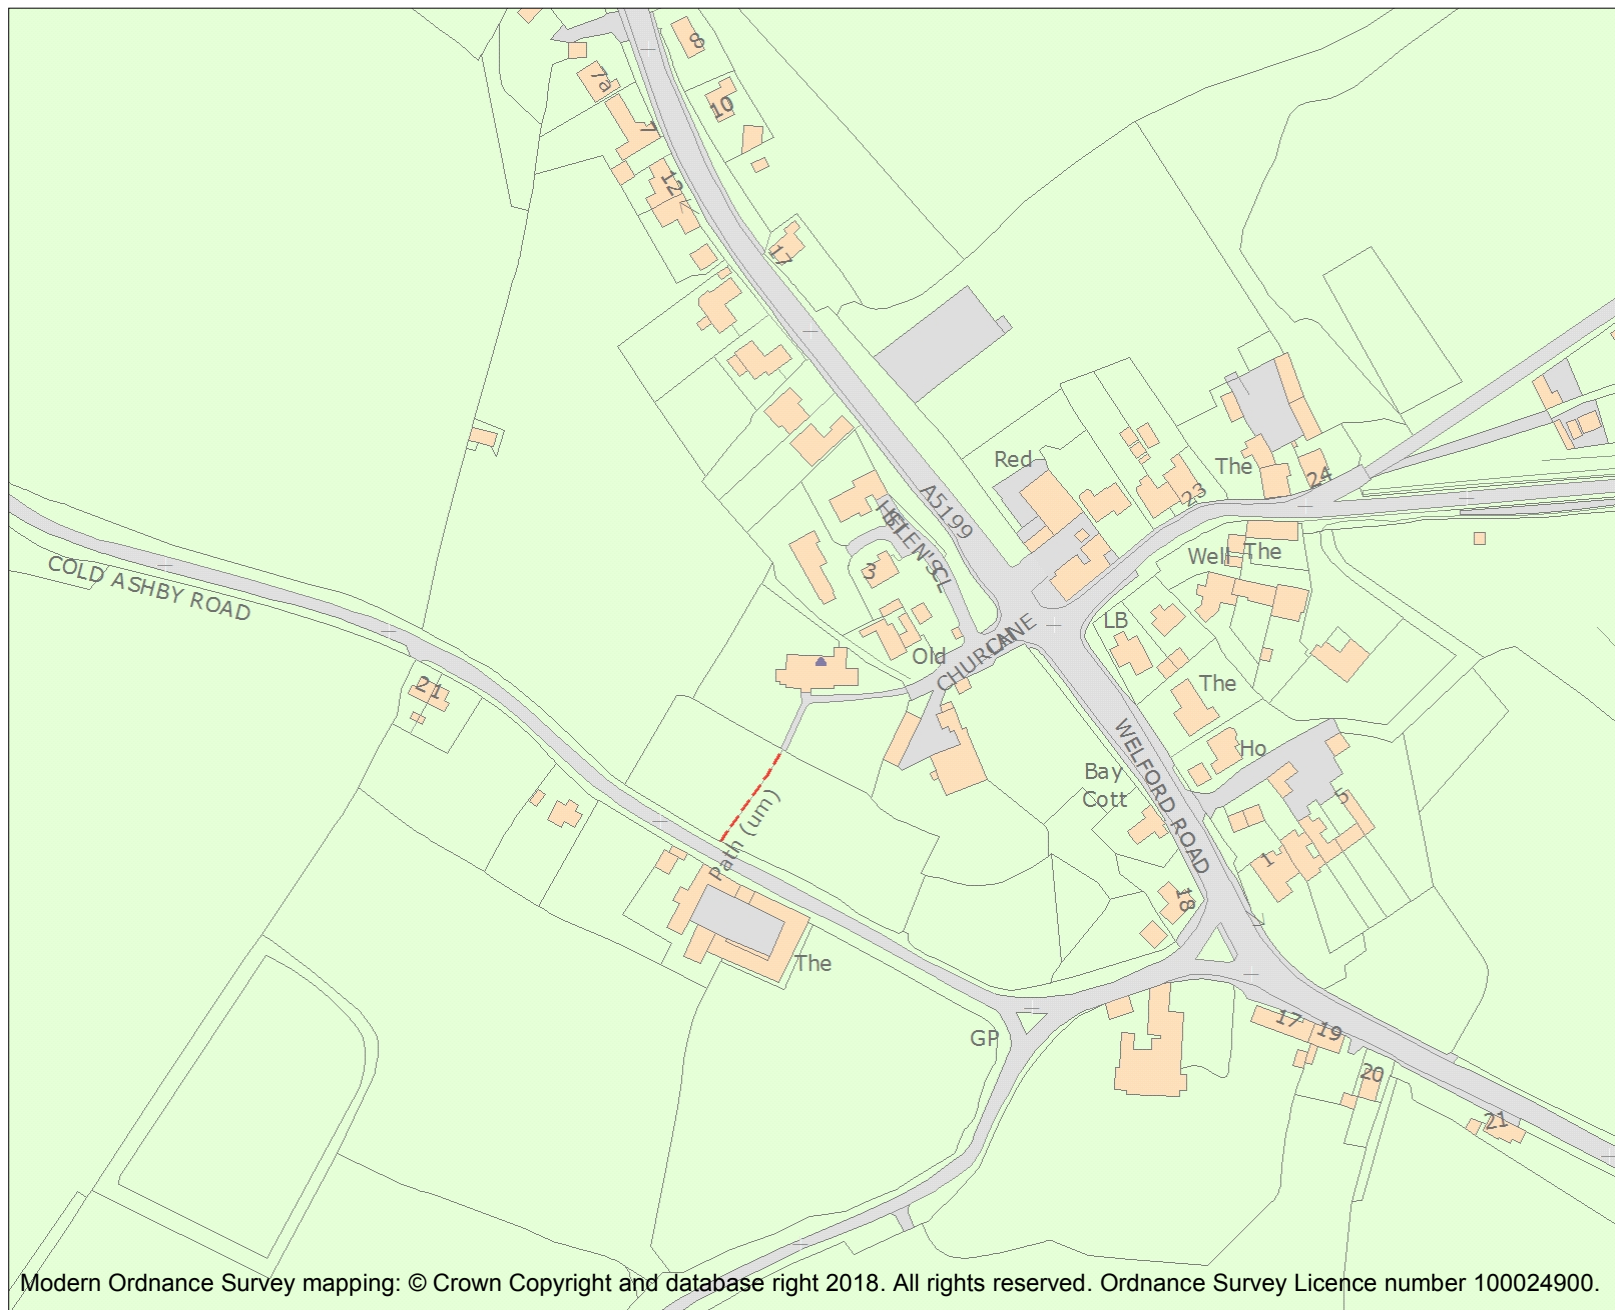 8
7a
10
7
12
17
Red
A5199
23
The
24
HELEN'S CL
3
Well
The
COLD ASHBY ROAD
LB
Old
CHURCH
LANE
21
The
WELFORD ROAD
Ho
Bay
Cott
5
Path (um)
1
18
The
GP
17
19
20
21
Modern Ordnance Survey mapping: © Crown Copyright and database right 2018. All rights reserved. Ordnance Survey Licence number 100024900.